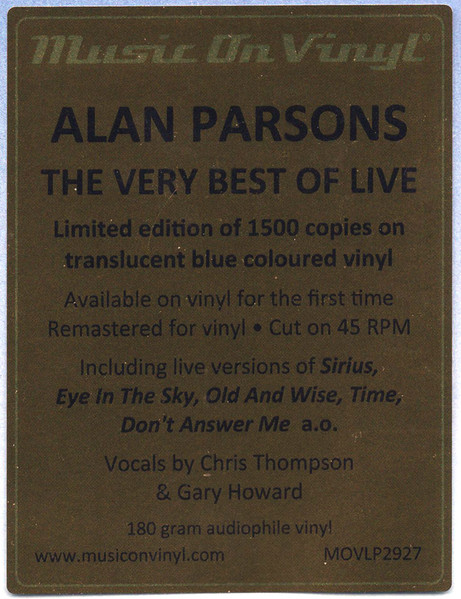 Music On Vinyl®
ALAN PARSONS
THE VERY BEST OF LIVE
Limited edition of 1500 copies on
translucent blue coloured vinyl
Available on vinyl for the first time
Remastered for vinyl • Cut on 45 RPM
Including live versions of Sirius,
Eye In The Sky, Old And Wise, Time,
Don't Answer Me a.o.
Vocals by Chris Thompson
& Gary Howard
180 gram audiophile vinyl
www.musiconvinyl.com MOVLP2927